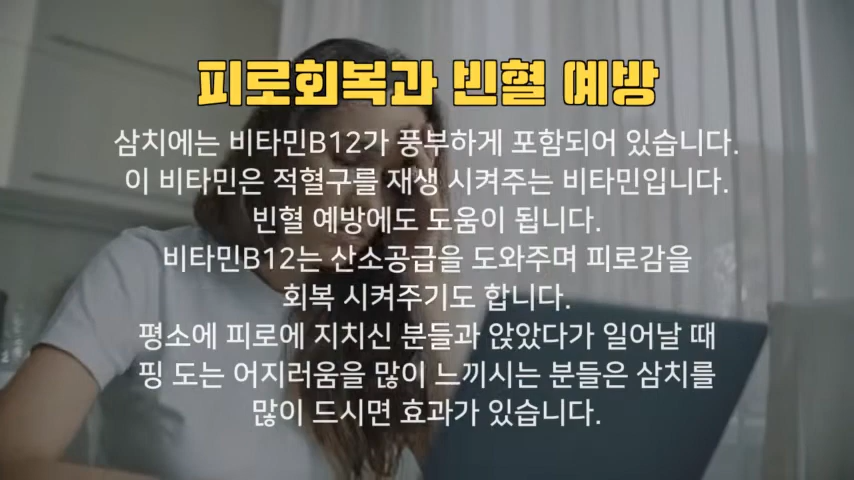 피로회복과 빈혈 예방
삼치에는 비타민B12가 풍부하게 포함되어 있습니다.
이 비타민은 적혈구를 재생 시켜주는 비타민입니다.
빈혈 예방에도 도움이 됩니다.
비타민B12는 산소공급을 도와주며 피로감을
회복 시켜주기도 합니다.
평소에 피로에 지치신 분들과 앉았다가 일어날 때
핑 도는 어지러움을 많이 느끼시는 분들은 삼치를
많이 드시면 효과가 있습니다.